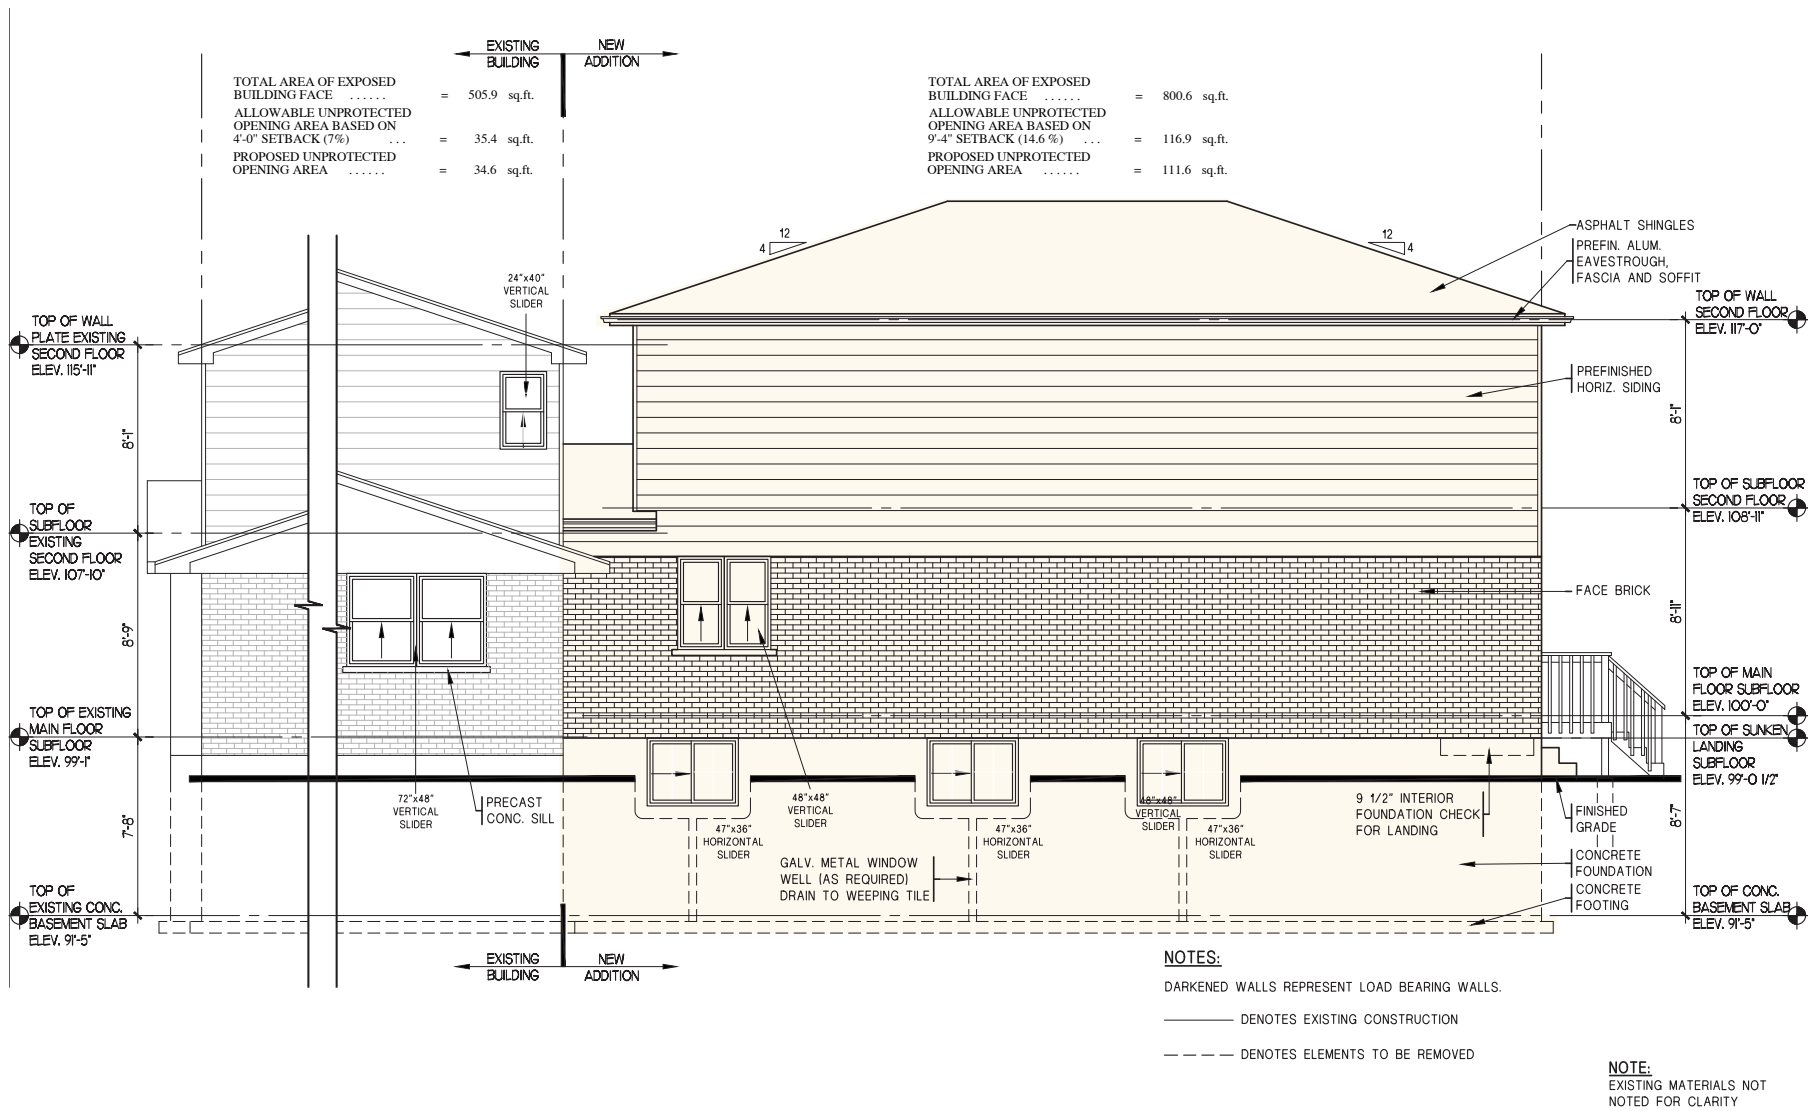 EXISTING
BUILDING
NEW
ADDITION
TOTAL AREA OF EXPOSED
BUILDING FACE ...... = 505.9 sq.ft.
ALLOWABLE UNPROTECTED
OPENING AREA BASED ON
4'-0" SETBACK (7%) ... = 35.4 sq.ft.
PROPOSED UNPROTECTED
OPENING AREA ...... = 34.6 sq.ft.
TOTAL AREA OF EXPOSED
BUILDING FACE ...... = 800.6 sq.ft.
ALLOWABLE UNPROTECTED
OPENING AREA BASED ON
9'-4" SETBACK (14.6 %) ... = 116.9 sq.ft.
PROPOSED UNPROTECTED
OPENING AREA ...... = 111.6 sq.ft.
12
4
12
4
ASPHALT SHINGLES
PREFIN. ALUM.
EAVESTROUGH,
FASCIA AND SOFFIT
24"x40"
VERTICAL
SLIDER
TOP OF WALL
PLATE EXISTING
SECOND FLOOR
ELEV. 115'-11"
TOP OF WALL
SECOND FLOOR
ELEV. 117'-0"
PREFINISHED
HORIZ. SIDING
8'-1"
8'-1"
TOP OF
SUBFLOOR
EXISTING
SECOND FLOOR
ELEV. 107'-10"
TOP OF SUBFLOOR
SECOND FLOOR
ELEV. 108'-11"
FACE BRICK
8'-9"
8'-11"
TOP OF EXISTING
MAIN FLOOR
SUBFLOOR
ELEV. 99'-1"
TOP OF MAIN
FLOOR SUBFLOOR
ELEV. 100'-0"
TOP OF SUNKEN
LANDING
SUBFLOOR
ELEV. 99'-0 1/2"
72"x48"
VERTICAL
SLIDER
PRECAST
CONC. SILL
48"x48"
VERTICAL
SLIDER
48"x48"
VERTICAL
SLIDER
9 1/2" INTERIOR
FOUNDATION CHECK
FOR LANDING
FINISHED
GRADE
7'-8"
8'-7"
47"x36"
HORIZONTAL
SLIDER
47"x36"
HORIZONTAL
SLIDER
47"x36"
HORIZONTAL
SLIDER
GALV. METAL WINDOW
WELL (AS REQUIRED)
DRAIN TO WEEPING TILE
CONCRETE
FOUNDATION
CONCRETE
FOOTING
TOP OF
EXISTING CONC.
BASEMENT SLAB
ELEV. 91'-5"
TOP OF CONC.
BASEMENT SLAB
ELEV. 91'-5"
EXISTING
BUILDING
NEW
ADDITION
NOTES:
DARKENED WALLS REPRESENT LOAD BEARING WALLS.
DENOTES EXISTING CONSTRUCTION
DENOTES ELEMENTS TO BE REMOVED
NOTE:
EXISTING MATERIALS NOT
NOTED FOR CLARITY